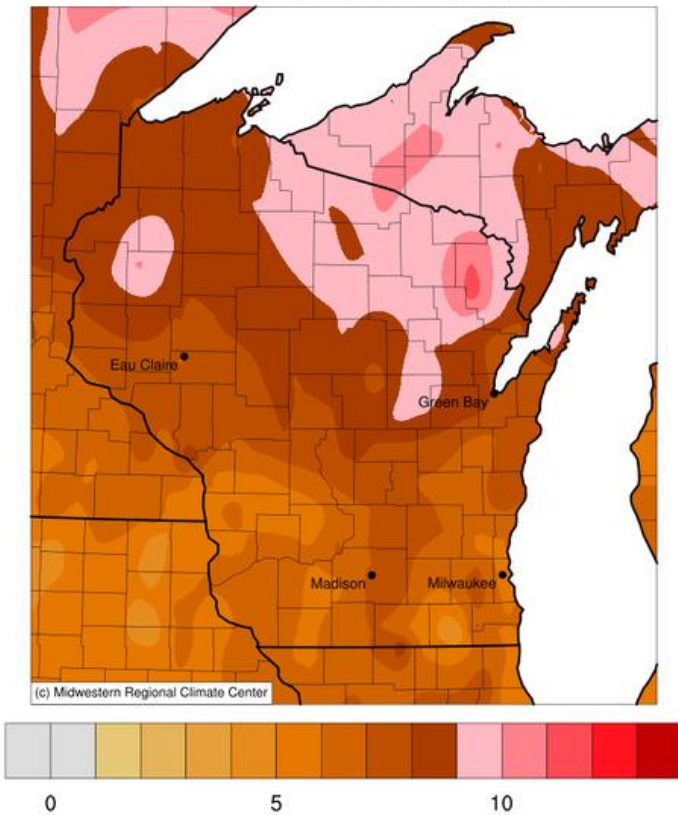 Eau Claire
Green Bay
Madison
Milwaukee
(c) Midwestern Regional Climate Center
0 5 10